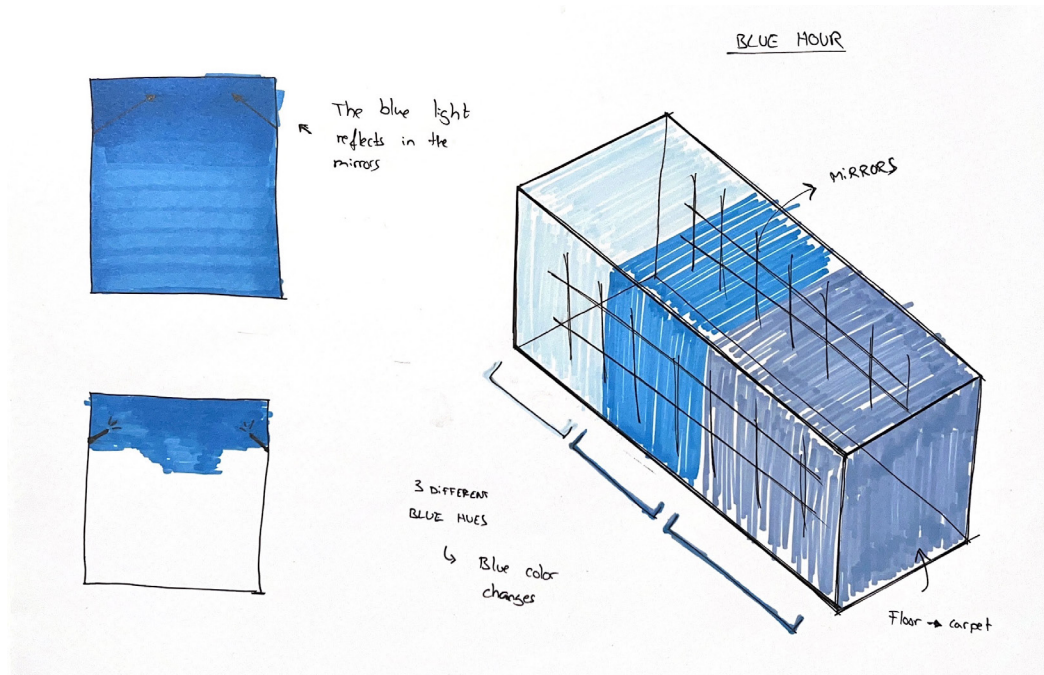 BLUE HOUR
The blue light
reflects in the
mirrors
MiRRORS
3 DiFFERENT
BLUE HUES
↳ Blue color
changes
Floor → carpet